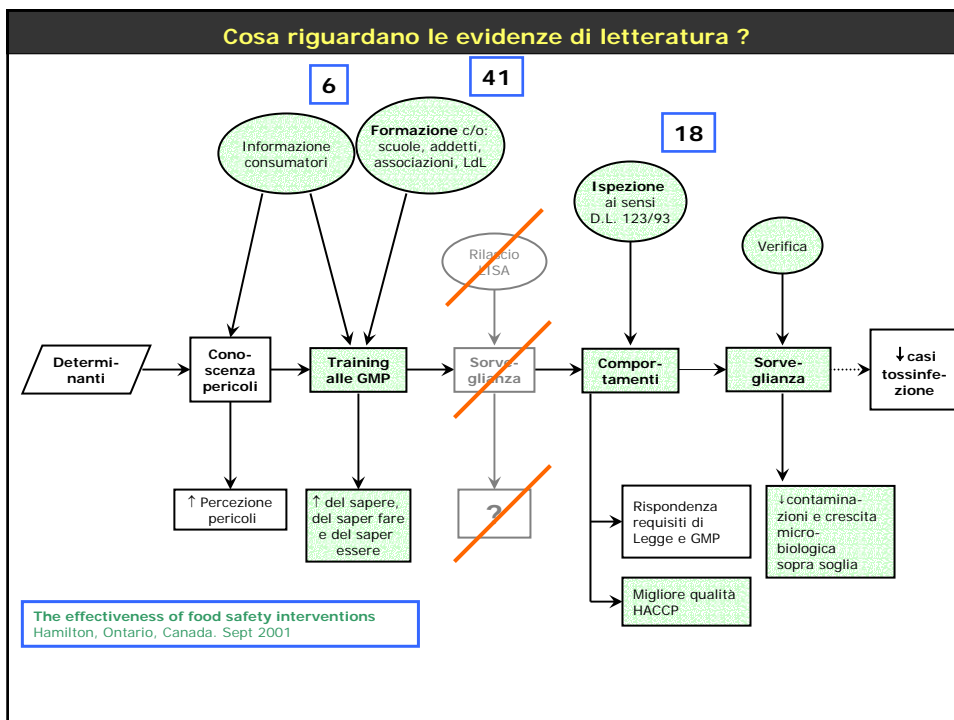 Cosa riguardano le evidenze di letteratura ?
6
41
18
Informazione
consumatori
Formazione c/o:
scuole, addetti,
associazioni, LdL
Ispezione
ai sensi
D.L. 123/93
Rilascio
LISA
Verifica
Determi-
nanti
Cono-
scenza
pericoli
Training
alle GMP
Sorve-
glianza
Compor-
tamenti
Sorve-
glianza
↓ casi
tossinfe-
zione
↑ Percezione
pericoli
↑ del sapere,
del saper fare
e del saper
essere
?
Rispondenza
requisiti di
Legge e GMP
↓contamina-
zioni e crescita
micro-
biologica
sopra soglia
Migliore qualità
HACCP
The effectiveness of food safety interventions
Hamilton, Ontario, Canada. Sept 2001